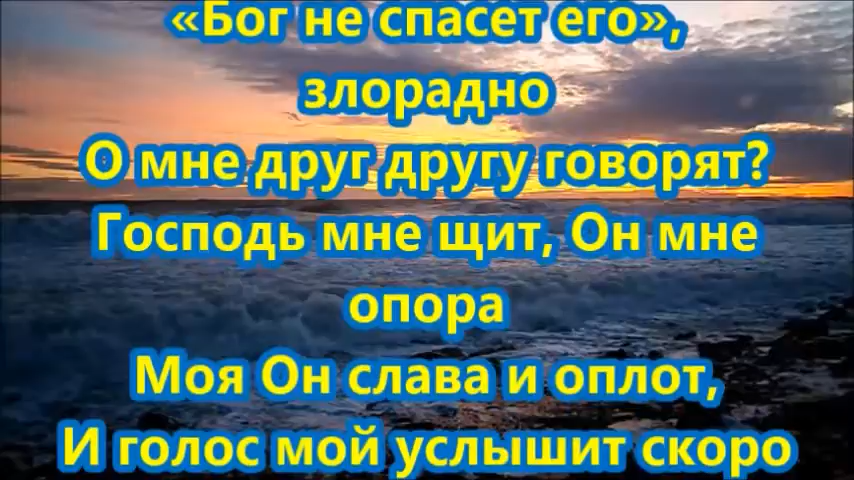 «Бог не спасет его»,
злорадно
О мне друг другу говорят?
Господь мне щит, Он мне
опора
Моя Он слава и оплот,
И голос мой услышит скоро